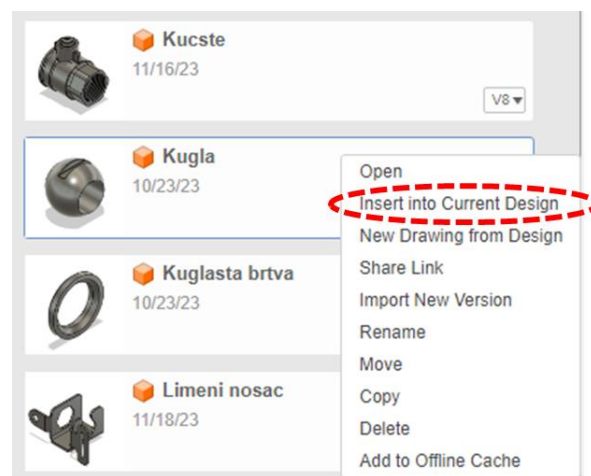 Kucste
11/16/23
V8
Kugla
10/23/23
Kuglasta brtva
10/23/23
Limeni nosac
11/18/23
Open
Insert into Current Design
New Drawing from Design
Share Link
Import New Version
Rename
Move
Copy
Delete
Add to Offline Cache